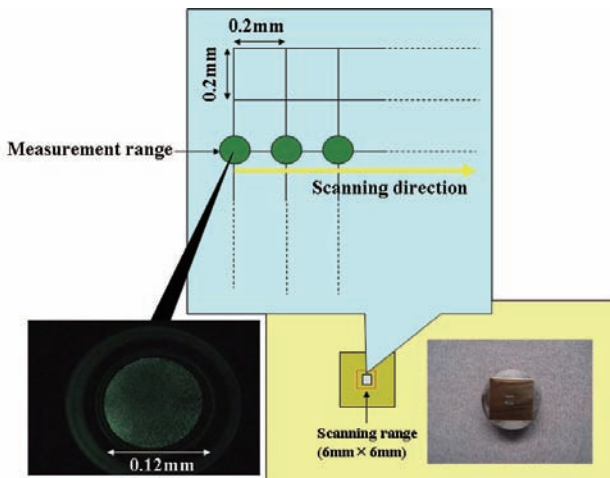 0.2mm
0.2mm
Measurement range
Scanning direction
Scanning range
(6mm×6mm)
0.12mm